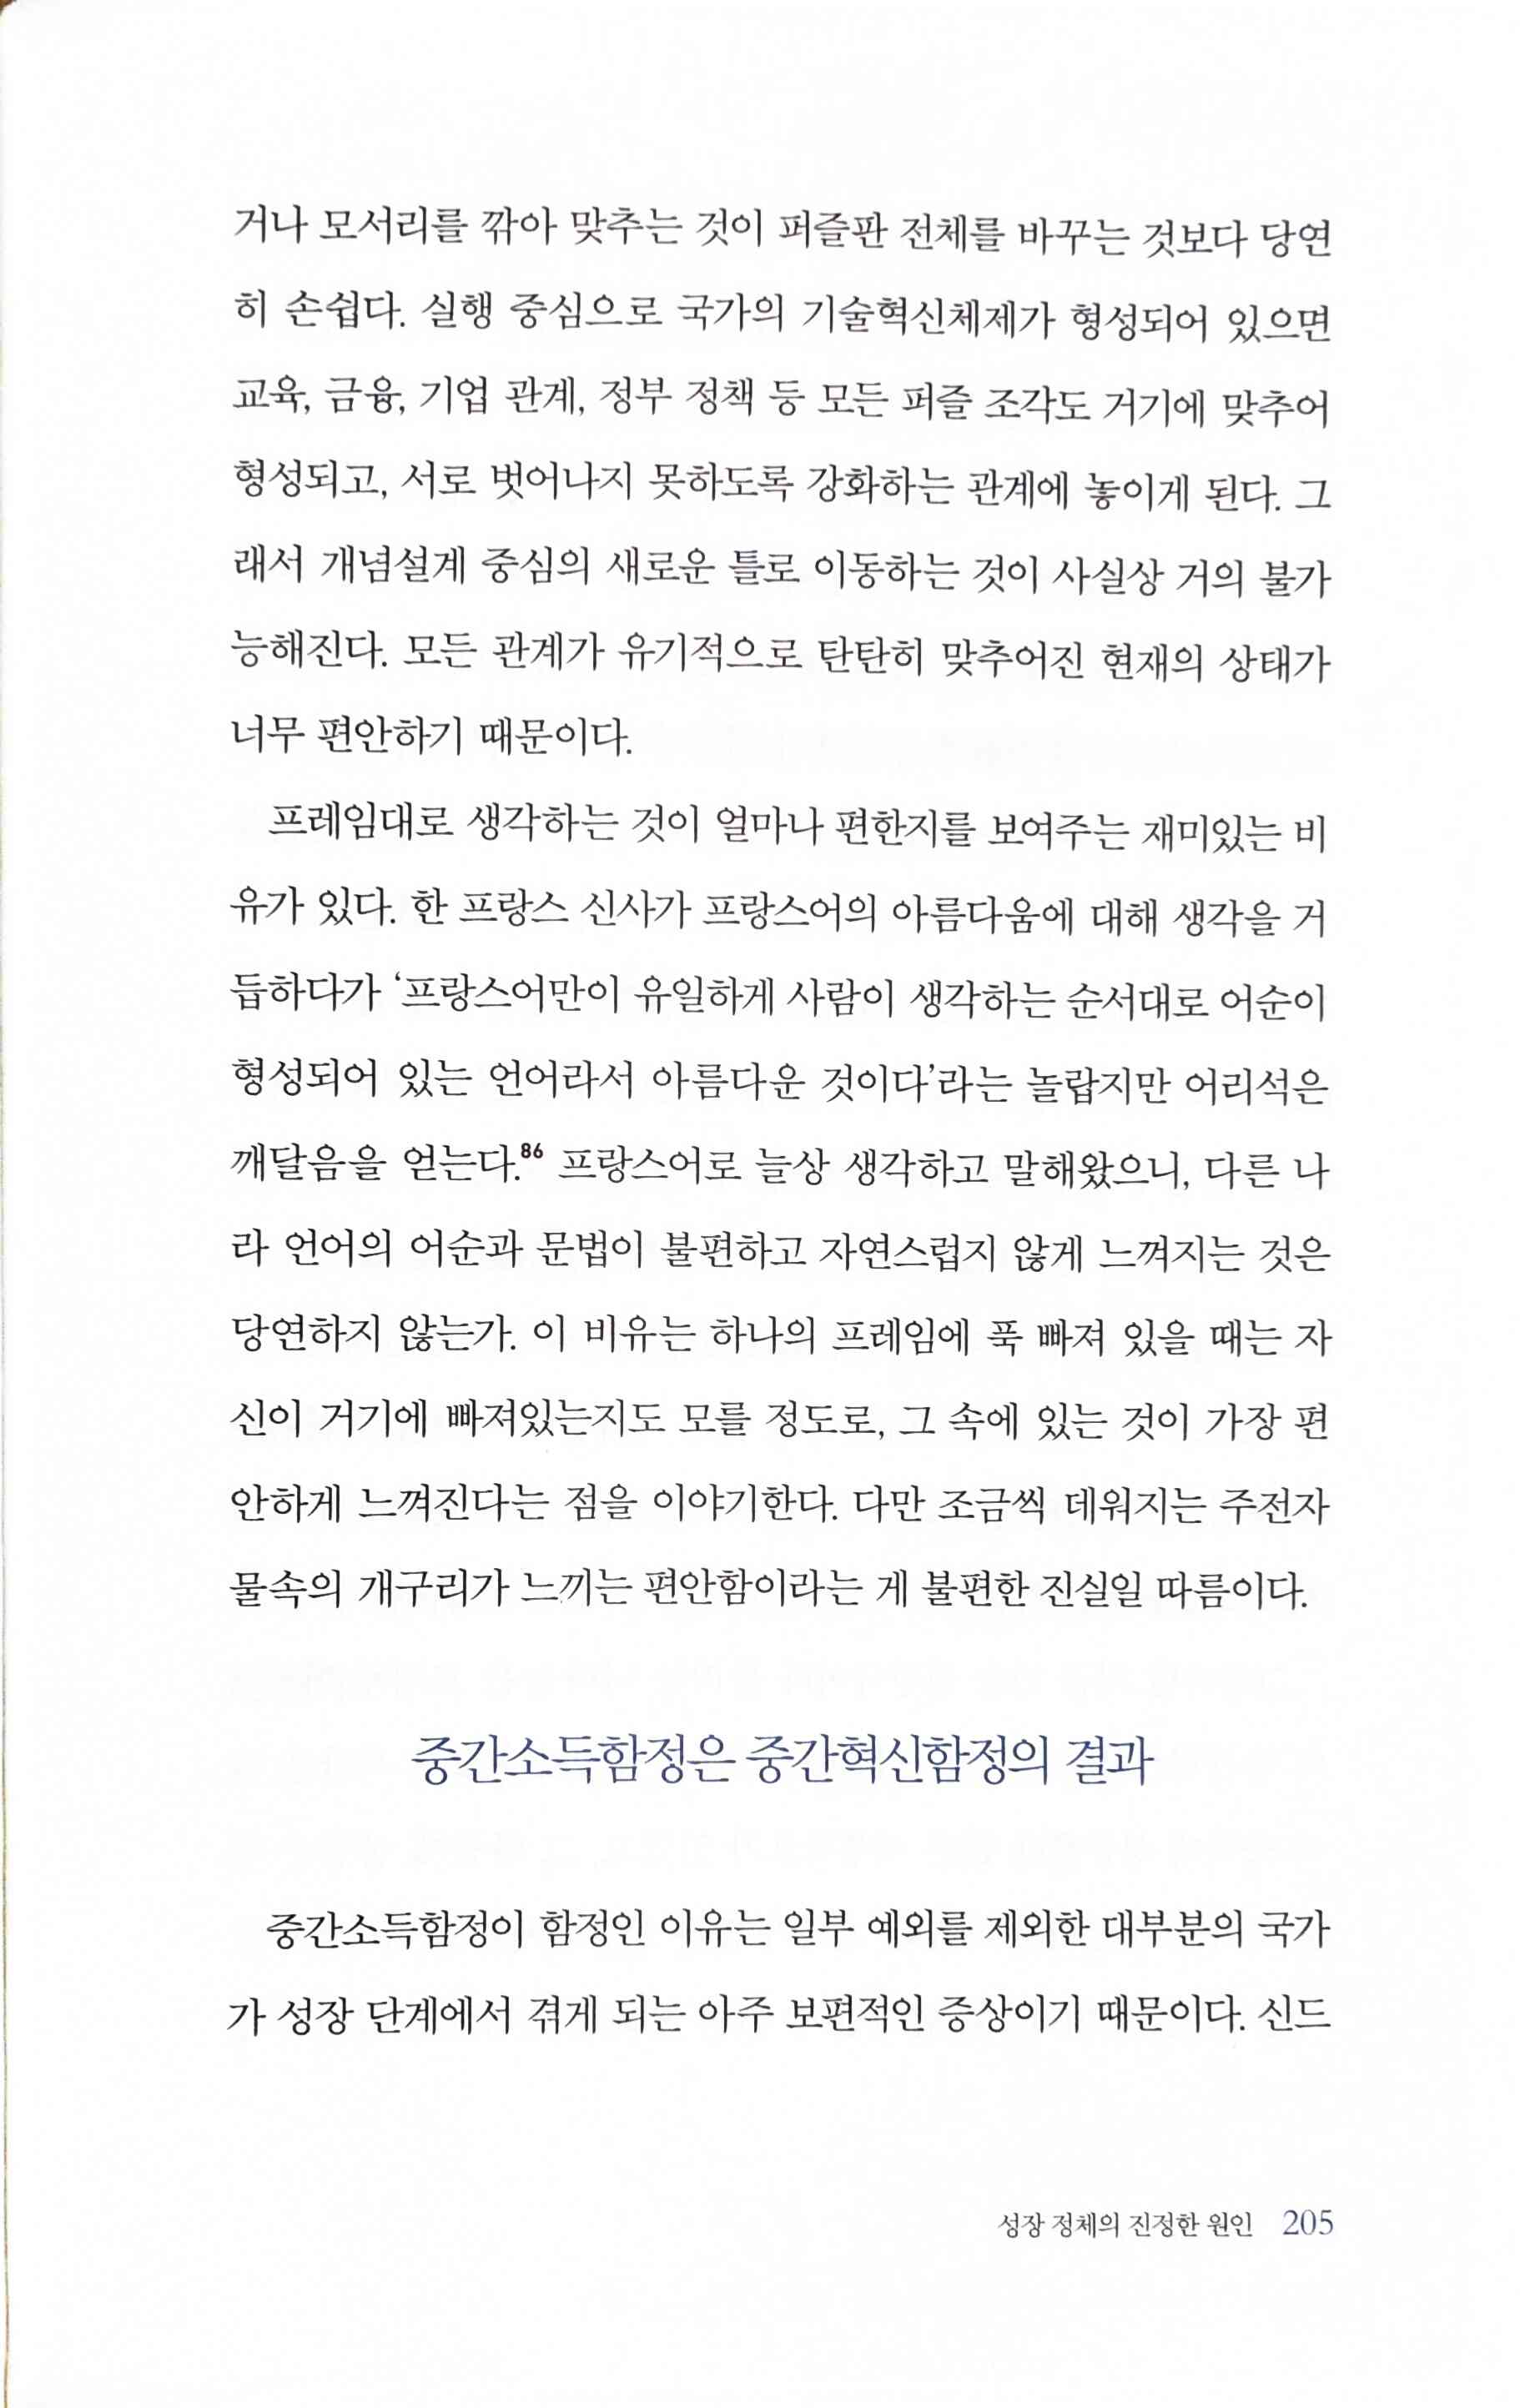 거나 모서리를 깎아 맞추는 것이 퍼즐판 전체를 바꾸는 것보다 당연
히 손쉽다. 실행 중심으로 국가의 기술혁신체제가 형성되어 있으면
교육, 금융, 기업 관계, 정부 정책 등 모든 퍼즐 조각도 거기에 맞추어
형성되고, 서로 벗어나지 못하도록 강화하는 관계에 놓이게 된다. 그
래서 개념설계 중심의 새로운 틀로 이동하는 것이 사실상 거의 불가
능해진다. 모든 관계가 유기적으로 탄탄히 맞추어진 현재의 상태가
너무 편안하기 때문이다.
프레임대로 생각하는 것이 얼마나 편한지를 보여주는 재미있는 비
유가 있다. 한 프랑스 신사가 프랑스어의 아름다움에 대해 생각을 거
듭하다가 ‘프랑스어만이 유일하게 사람이 생각하는 순서대로 어순이
형성되어 있는 언어라서 아름다운 것이다’라는 놀랍지만 어리석은
깨달음을 얻는다.86 프랑스어로 늘상 생각하고 말해왔으니, 다른 나
라 언어의 어순과 문법이 불편하고 자연스럽지 않게 느껴지는 것은
당연하지 않는가. 이 비유는 하나의 프레임에 푹 빠져 있을 때는 자
신이 거기에 빠져있는지도 모를 정도로, 그 속에 있는 것이 가장 편
안하게 느껴진다는 점을 이야기한다. 다만 조금씩 데워지는 주전자
물속의 개구리가 느끼는 편안함이라는 게 불편한 진실일 따름이다.
중간소득함정은 중간혁신함정의 결과
중간소득함정이 함정인 이유는 일부 예외를 제외한 대부분의 국가
가 성장 단계에서 겪게 되는 아주 보편적인 증상이기 때문이다. 신드
성장 정체의 진정한 원인 205